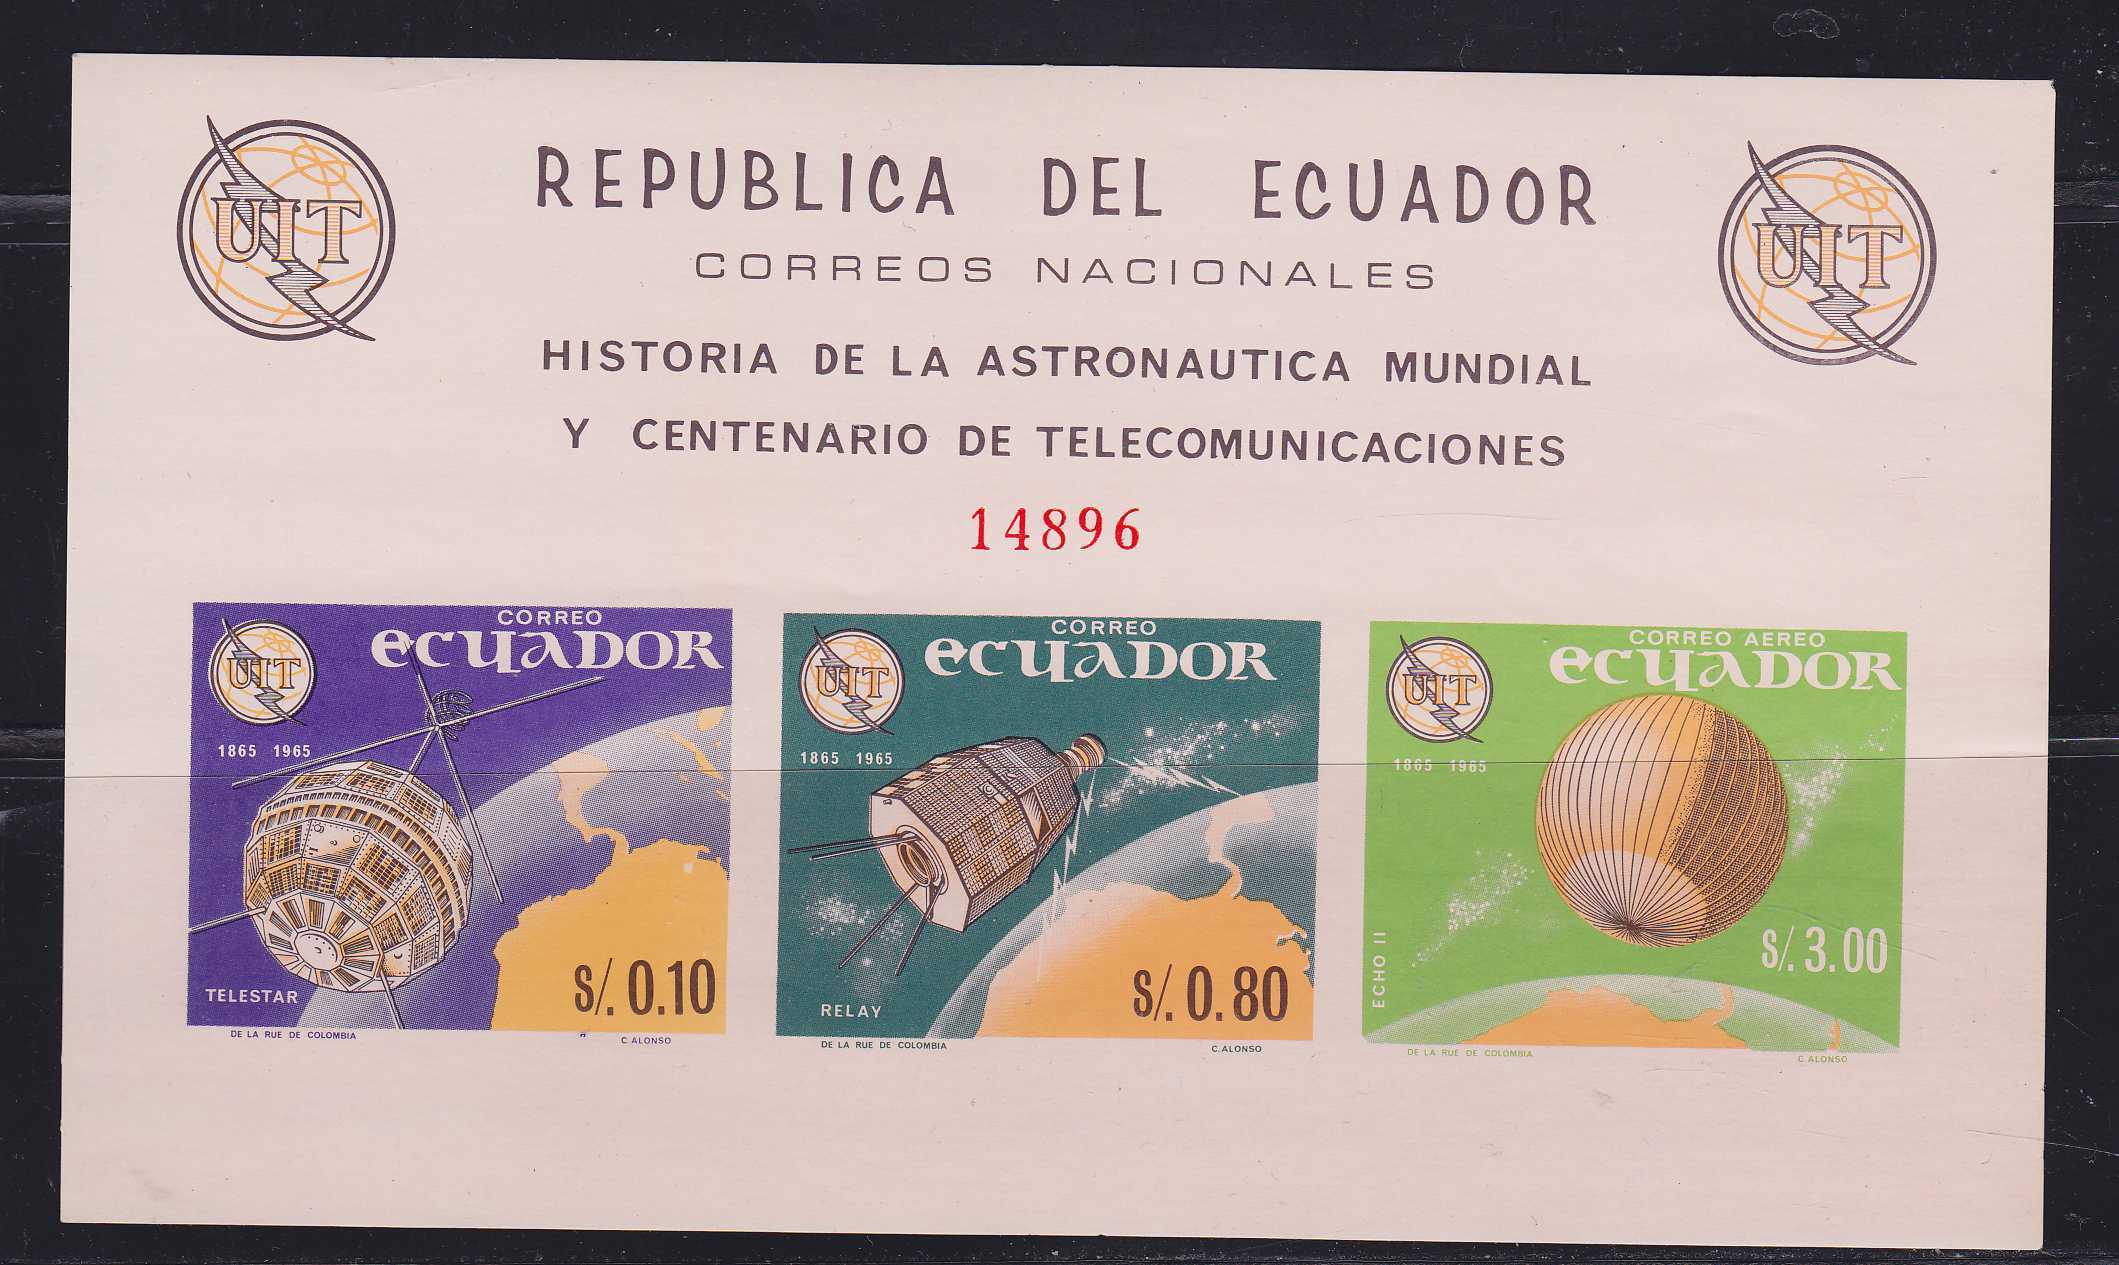 UIT
UIT
REPUBLICA DEL ECUADOR
CORREOS NACIONALES
HISTORIA DE LA ASTRONAUTICA MUNDIAL
Y CENTENARIO DE TELECOMUNICACIONES
14896
CORREO
ECUADOR
UIT
1865 1965
TELESTAR
S/. 0.10
DE LA RUE DE COLOMBIA
C. ALONSO
CORREO
ECUADOR
UIT
1865 1965
RELAY
S/. 0.80
DE LA RUE DE COLOMBIA
C. ALONSO
CORREO AEREO
ECUADOR
UIT
1865 1965
ECHO II
S/. 3.00
DE LA RUE DE COLOMBIA
C. ALONSO